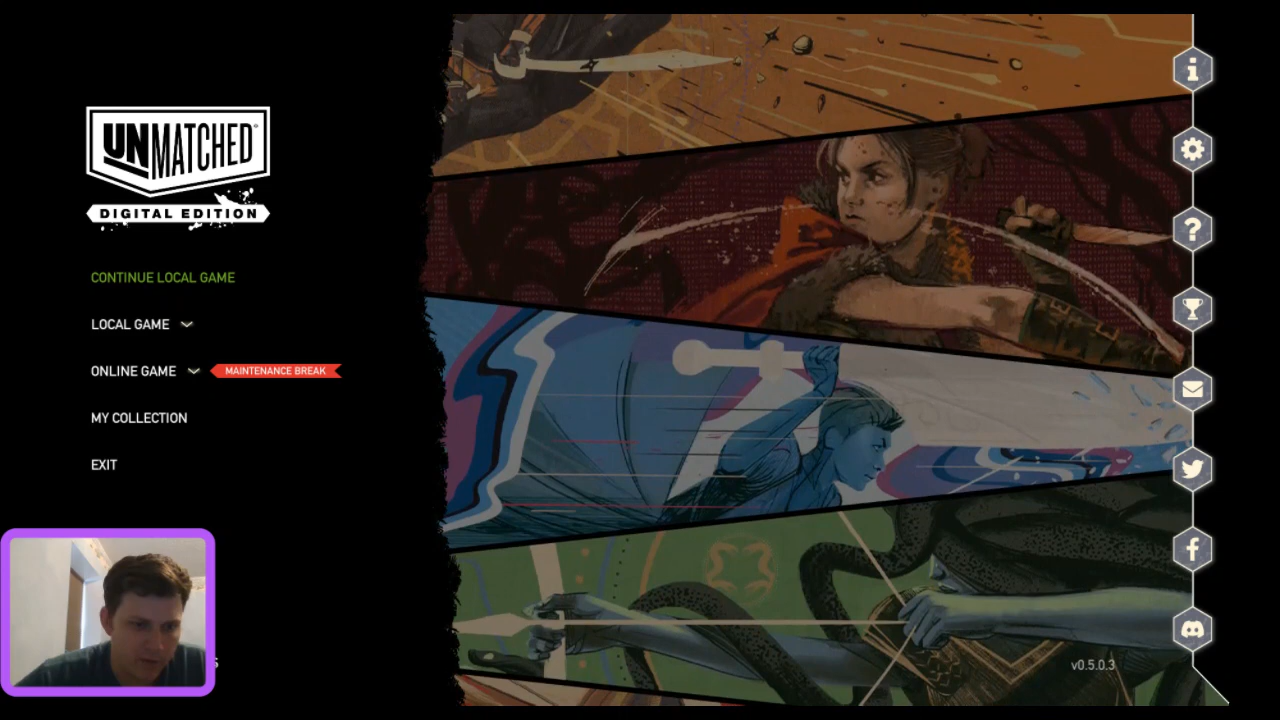 UNMATCHED
DIGITAL EDITION
CONTINUE LOCAL GAME
LOCAL GAME
ONLINE GAME
MAINTENANCE BREAK
MY COLLECTION
EXIT
v0.5.0.3